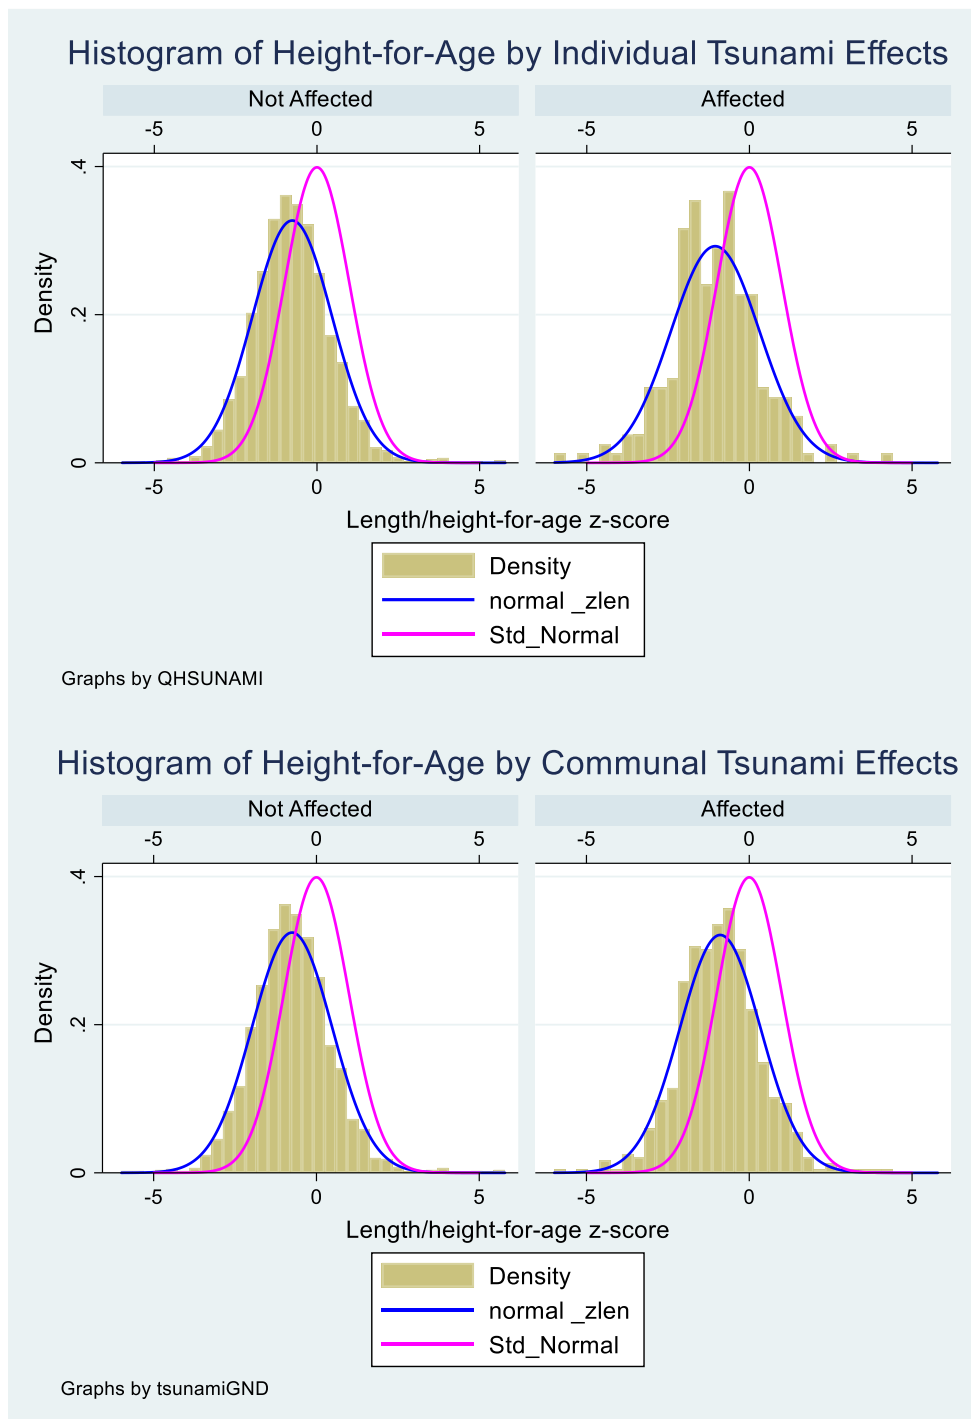 Histogram of Height-for-Age by Individual Tsunami Effects
Not Affected
Affected
-5 0 5
-5 0 5
.4
.2
0
Density
-5 0 5
-5 0 5
Length/height-for-age z-score
Density
normal _zlen
Std_Normal
Graphs by QHSUNAMI
Histogram of Height-for-Age by Communal Tsunami Effects
Not Affected
Affected
-5 0 5
-5 0 5
.4
.2
0
Density
-5 0 5
-5 0 5
Length/height-for-age z-score
Density
normal _zlen
Std_Normal
Graphs by tsunamiGND